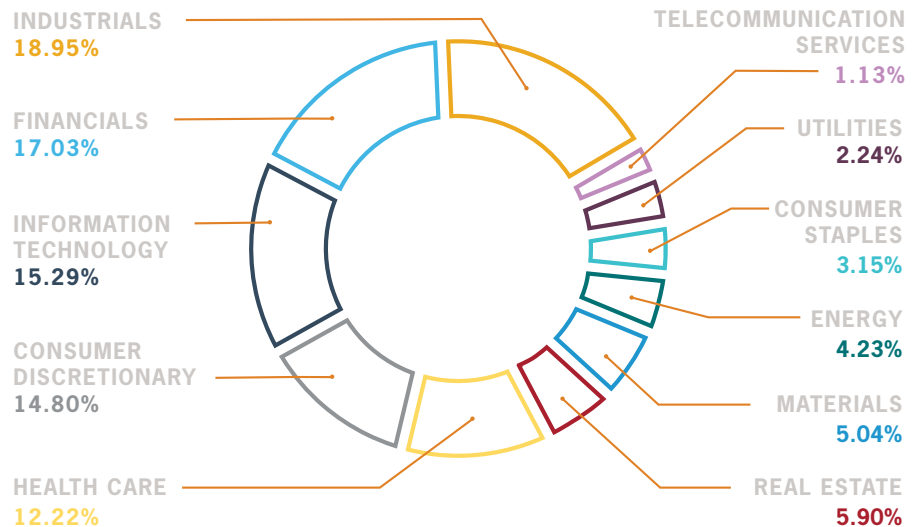 INDUSTRIALS
18.95%
FINANCIALS
17.03%
INFORMATION
TECHNOLOGY
15.29%
CONSUMER
DISCRETIONARY
14.80%
HEALTH CARE
12.22%
TELECOMMUNICATION
SERVICES
1.13%
UTILITIES
2.24%
CONSUMER
STAPLES
3.15%
ENERGY
4.23%
MATERIALS
5.04%
REAL ESTATE
5.90%